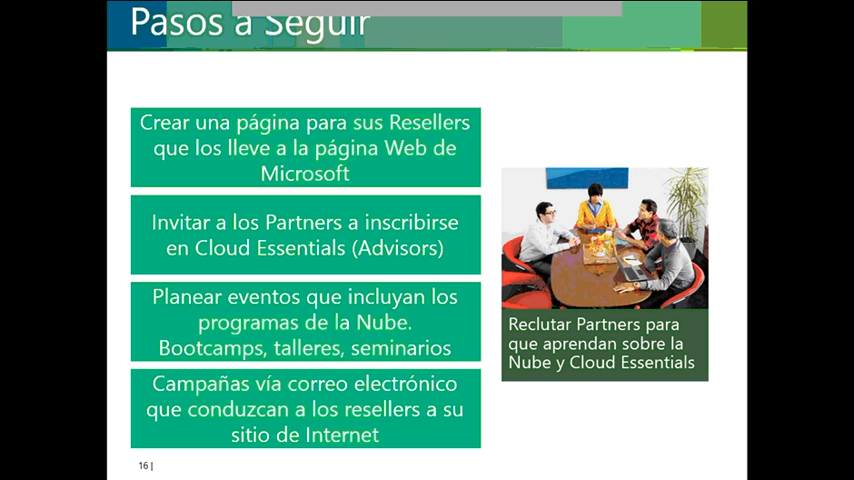 Pasos a Seguir
Crear una página para sus Resellers
que los lleve a la página Web de
Microsoft
Invitar a los Partners a inscribirse
en Cloud Essentials (Advisors)
Planear eventos que incluyan los
programas de la Nube.
Bootcamps, talleres, seminarios
Campañas vía correo electrónico
que conduzcan a los resellers a su
sitio de Internet
Reclutar Partners para
que aprendan sobre la
Nube y Cloud Essentials
16 |